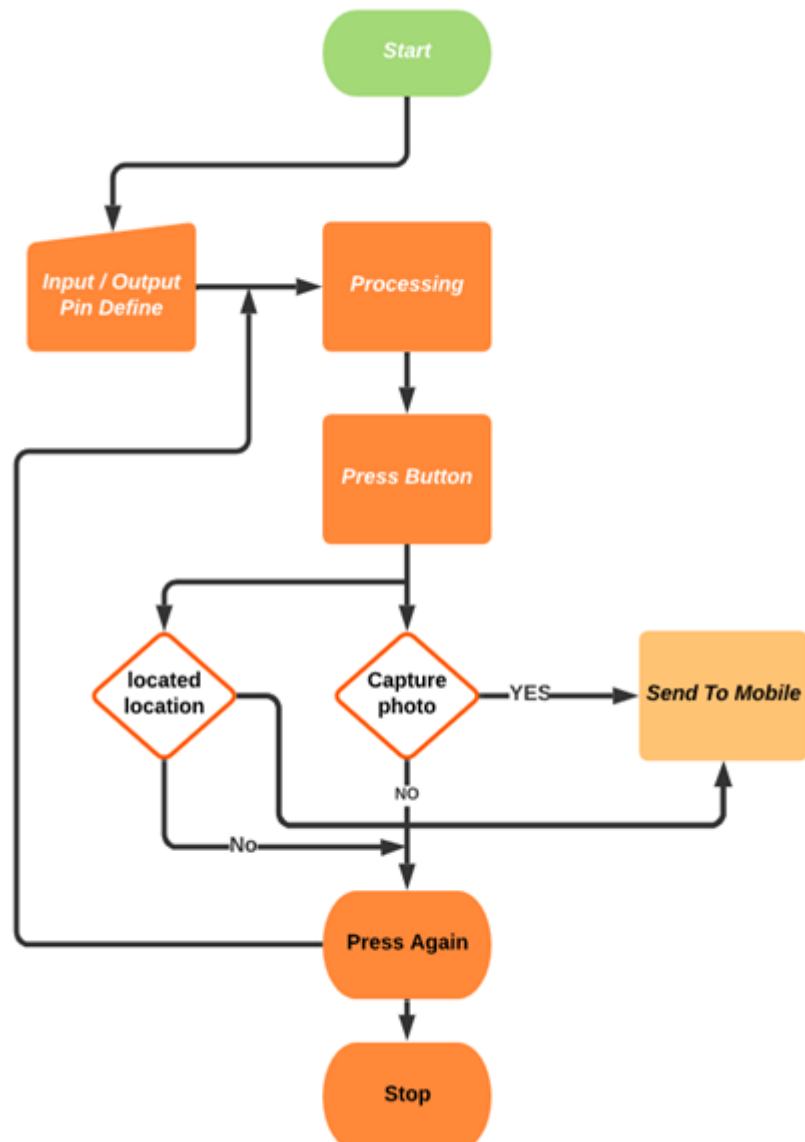 Start
Input / Output
Pin Define
Processing
Press Button
located
location
Capture
photo
YES
Send To Mobile
NO
No
Press Again
Stop